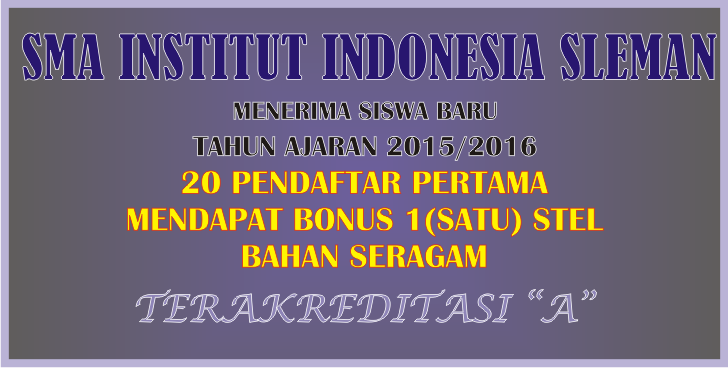 SMA INSTITUT INDONESIA SLEMAN
MENERIMA SISWA BARU
TAHUN AJARAN 2015/2016
20 PENDAFTAR PERTAMA
MENDAPAT BONUS 1(SATU) STEL
BAHAN SERAGAM
TERAKREDITASI “A”